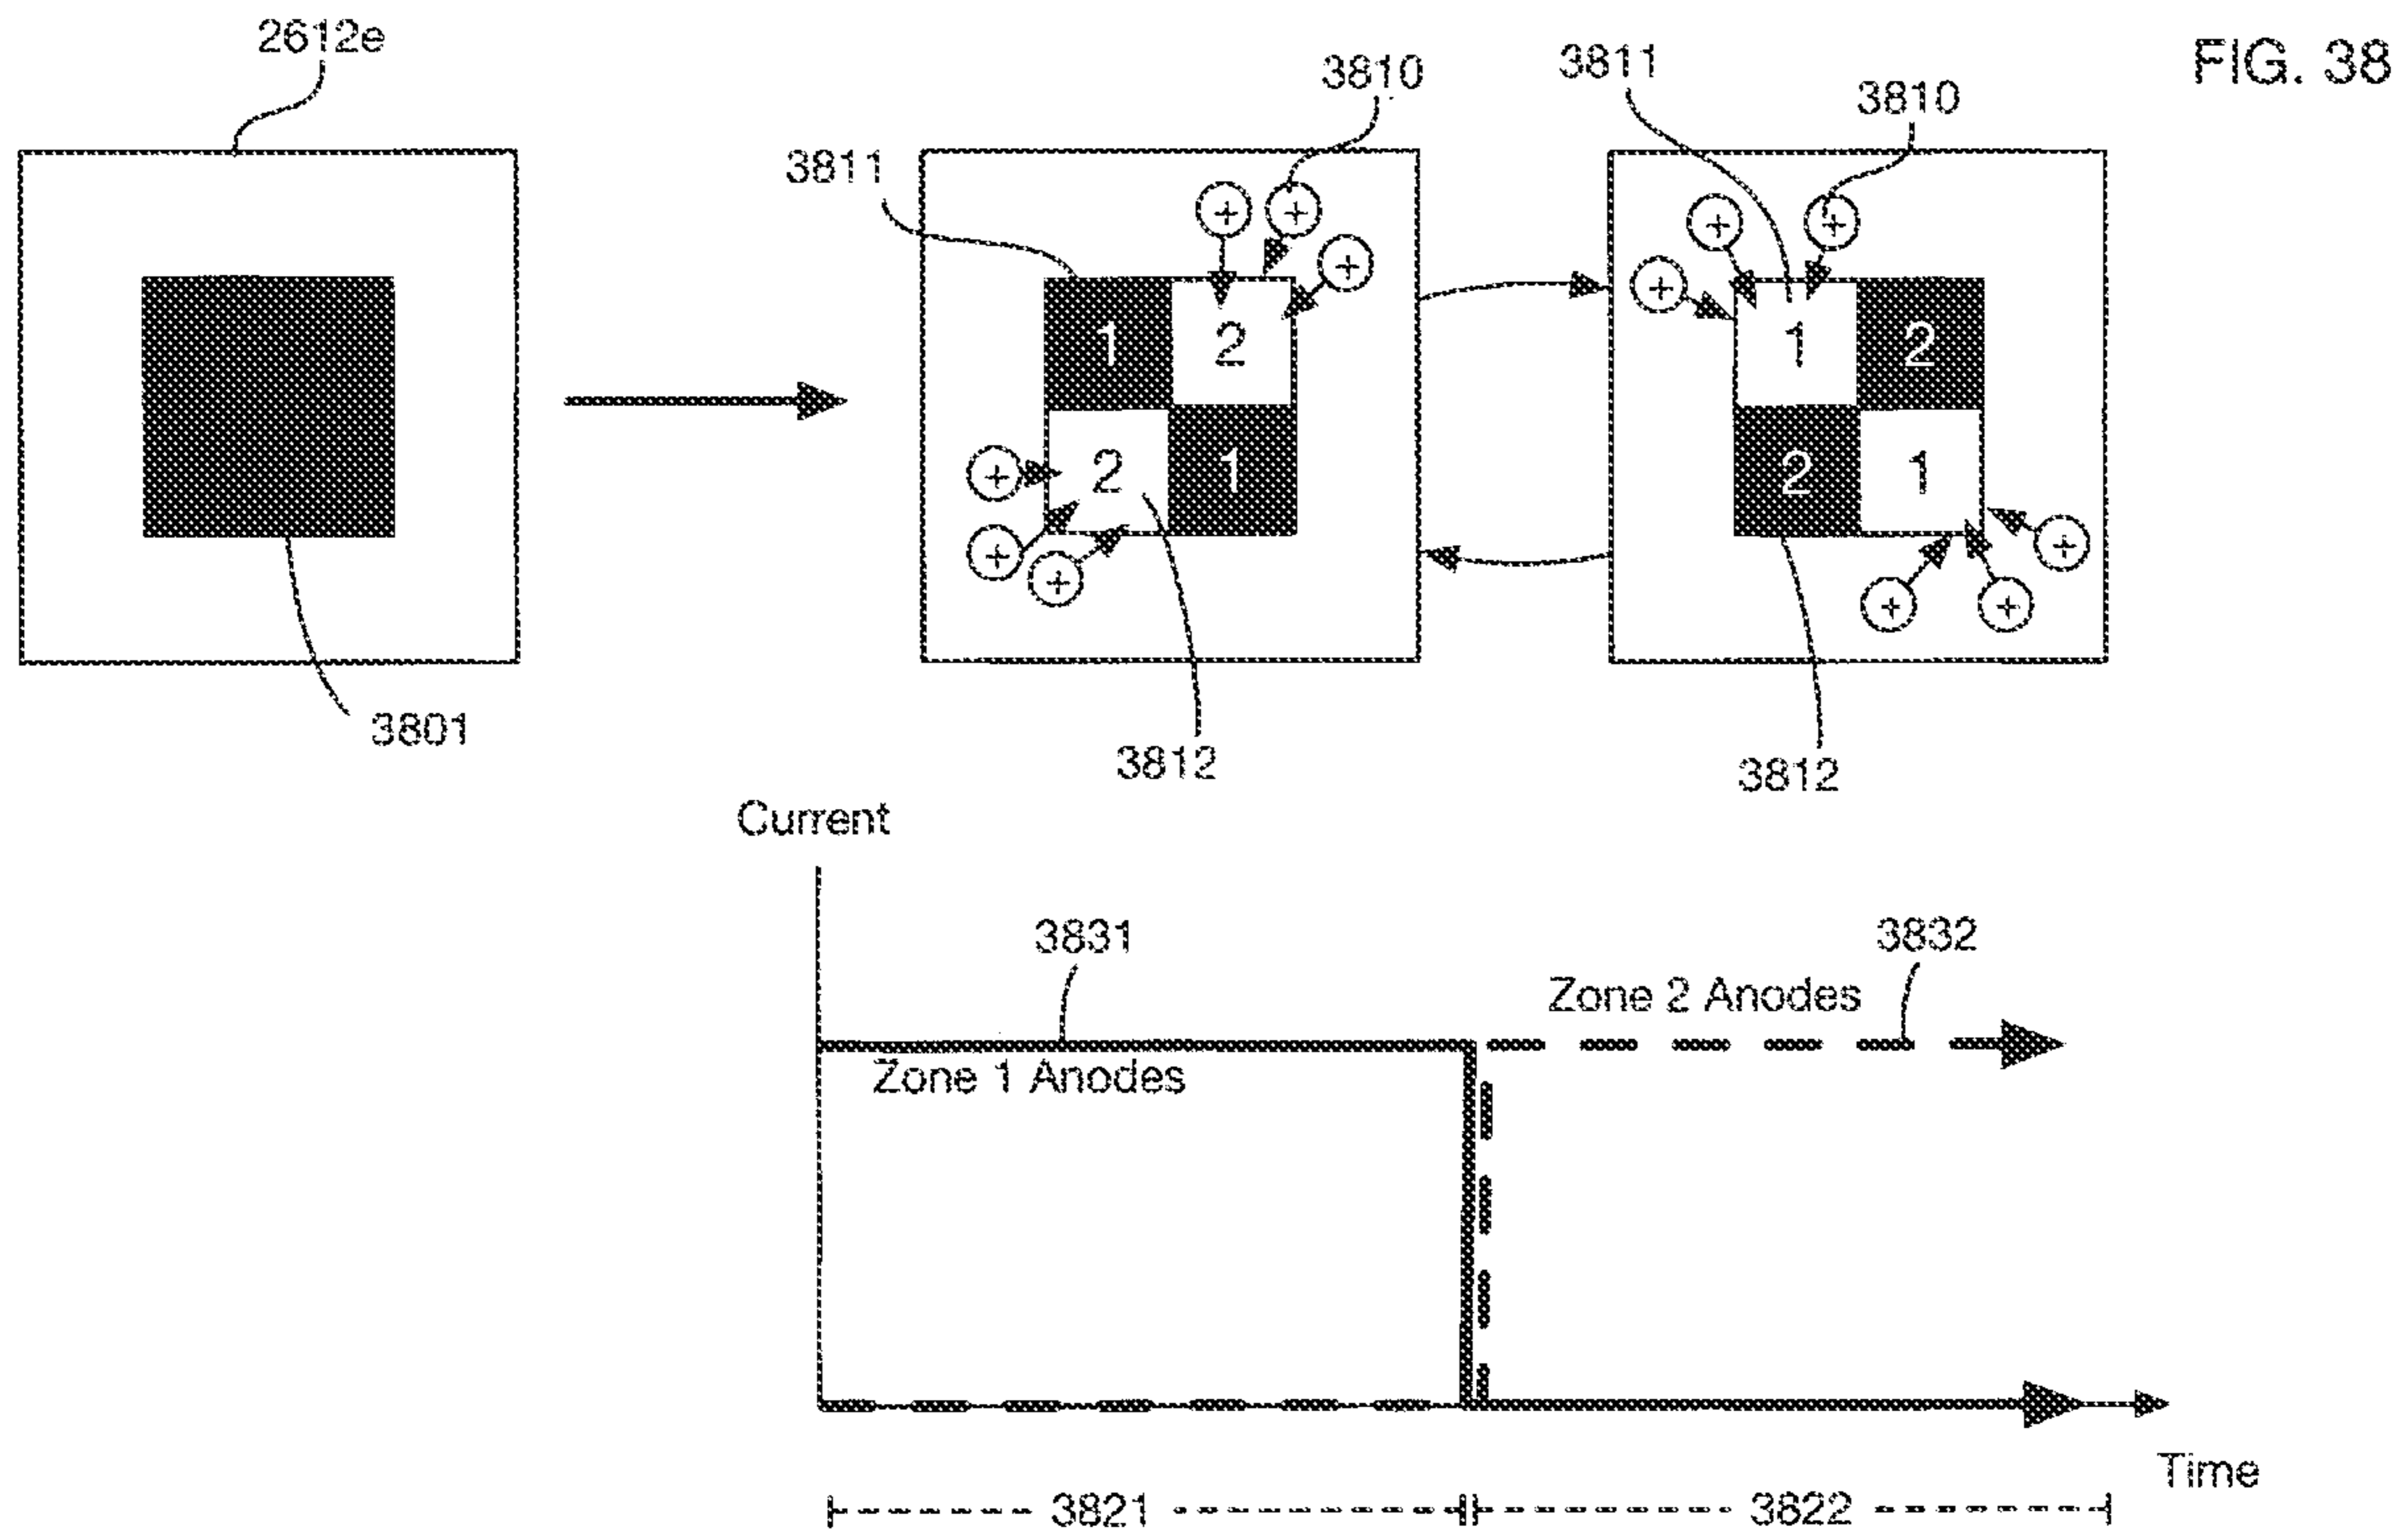 FIG. 38
2612e
3810
3811
3810
3811
1 2
2 1
1 2
2 1
3801
3812
3812
Current
3831
3832
Zone 2 Anodes
Zone 1 Anodes
Time
3821
3822